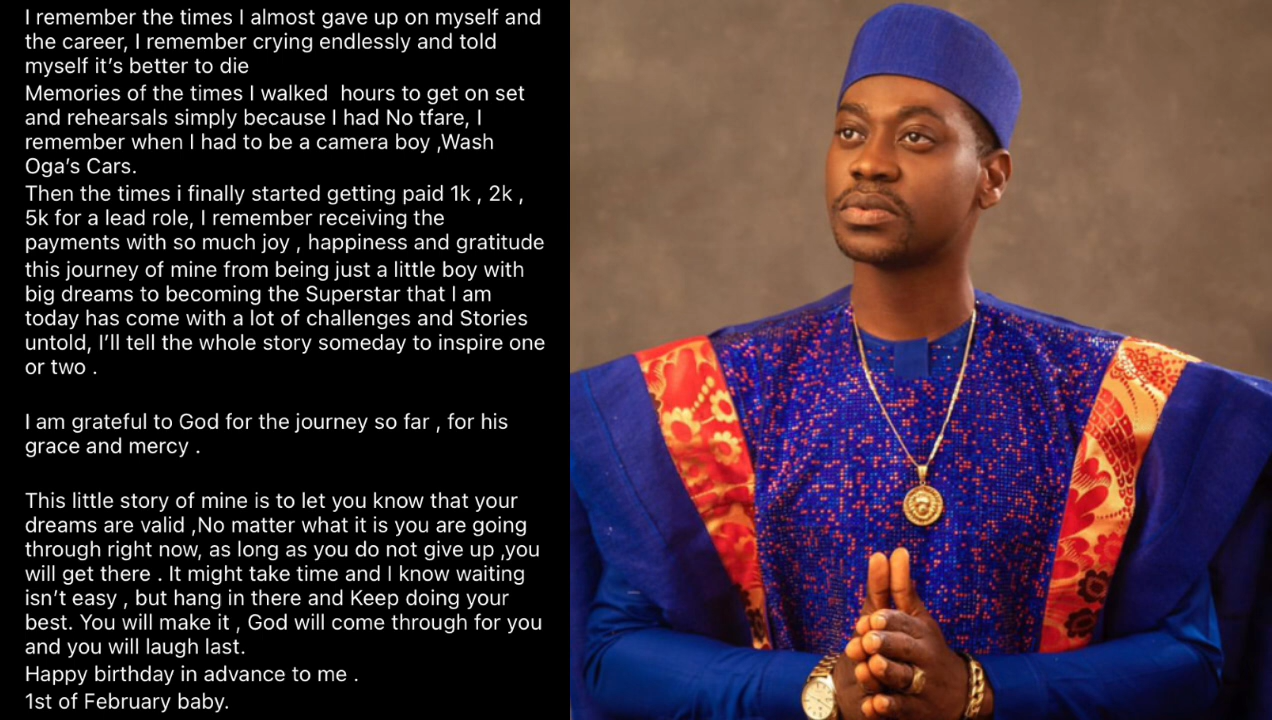 I remember the times I almost gave up on myself and
the career, I remember crying endlessly and told
myself it’s better to die
Memories of the times I walked  hours to get on set
and rehearsals simply because I had No tfare, I
remember when I had to be a camera boy ,Wash
Oga’s Cars.
Then the times i finally started getting paid 1k , 2k ,
5k for a lead role, I remember receiving the
payments with so much joy , happiness and gratitude
this journey of mine from being just a little boy with
big dreams to becoming the Superstar that I am
today has come with a lot of challenges and Stories
untold, I’ll tell the whole story someday to inspire one
or two .
I am grateful to God for the journey so far , for his
grace and mercy .
This little story of mine is to let you know that your
dreams are valid ,No matter what it is you are going
through right now, as long as you do not give up ,you
will get there . It might take time and I know waiting
isn’t easy , but hang in there and Keep doing your
best. You will make it , God will come through for you
and you will laugh last.
Happy birthday in advance to me .
1st of February baby.